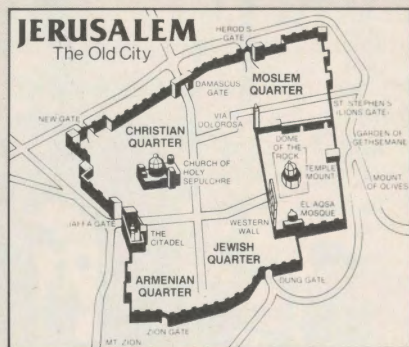 JERUSALEM
The Old City
HEROD'S
GATE
DAMASCUS
GATE
MOSLEM
QUARTER
NEW GATE
VIA
DOLOROSA
ST. STEPHEN'S
(LIONS GATE)
CHRISTIAN
QUARTER
DOME
OF THE
ROCK
GARDEN OF
GETHSEMANE
CHURCH OF
HOLY
SEPULCHRE
TEMPLE
MOUNT
MOUNT
OF OLIVES
EL AQSA
MOSQUE
JAFFA GATE
WESTERN
WALL
THE
CITADEL
JEWISH
QUARTER
ARMENIAN
QUARTER
DUNG GATE
ZION GATE
MT. ZION